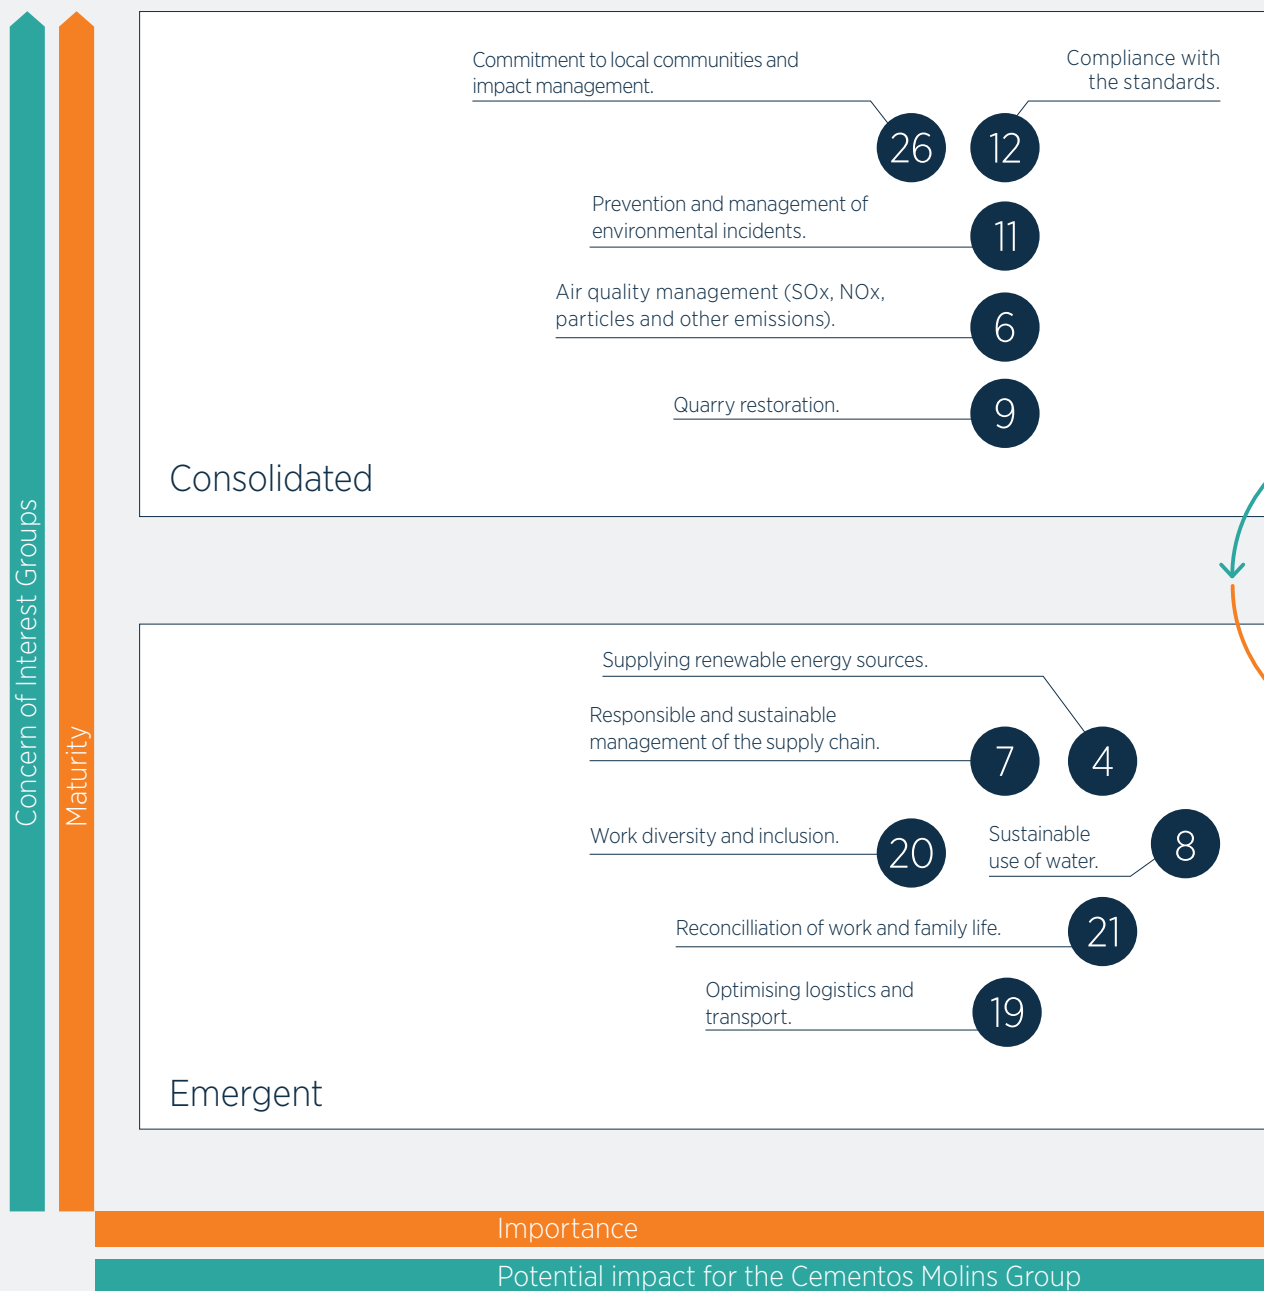 Commitment to local communities and
impact management.
Compliance with
the standards.
26
12
Prevention and management of
environmental incidents.
11
Air quality management (SOx, NOx,
particles and other emissions).
6
Quarry restoration.
9
Consolidated
Concern of Interest Groups
Maturity
Supplying renewable energy sources.
Responsible and sustainable
management of the supply chain.
7
4
Work diversity and inclusion.
20
Sustainable
use of water.
8
Reconcilliation of work and family life.
21
Optimising logistics and
transport.
19
Emergent
Importance
Potential impact for the Cementos Molins Group